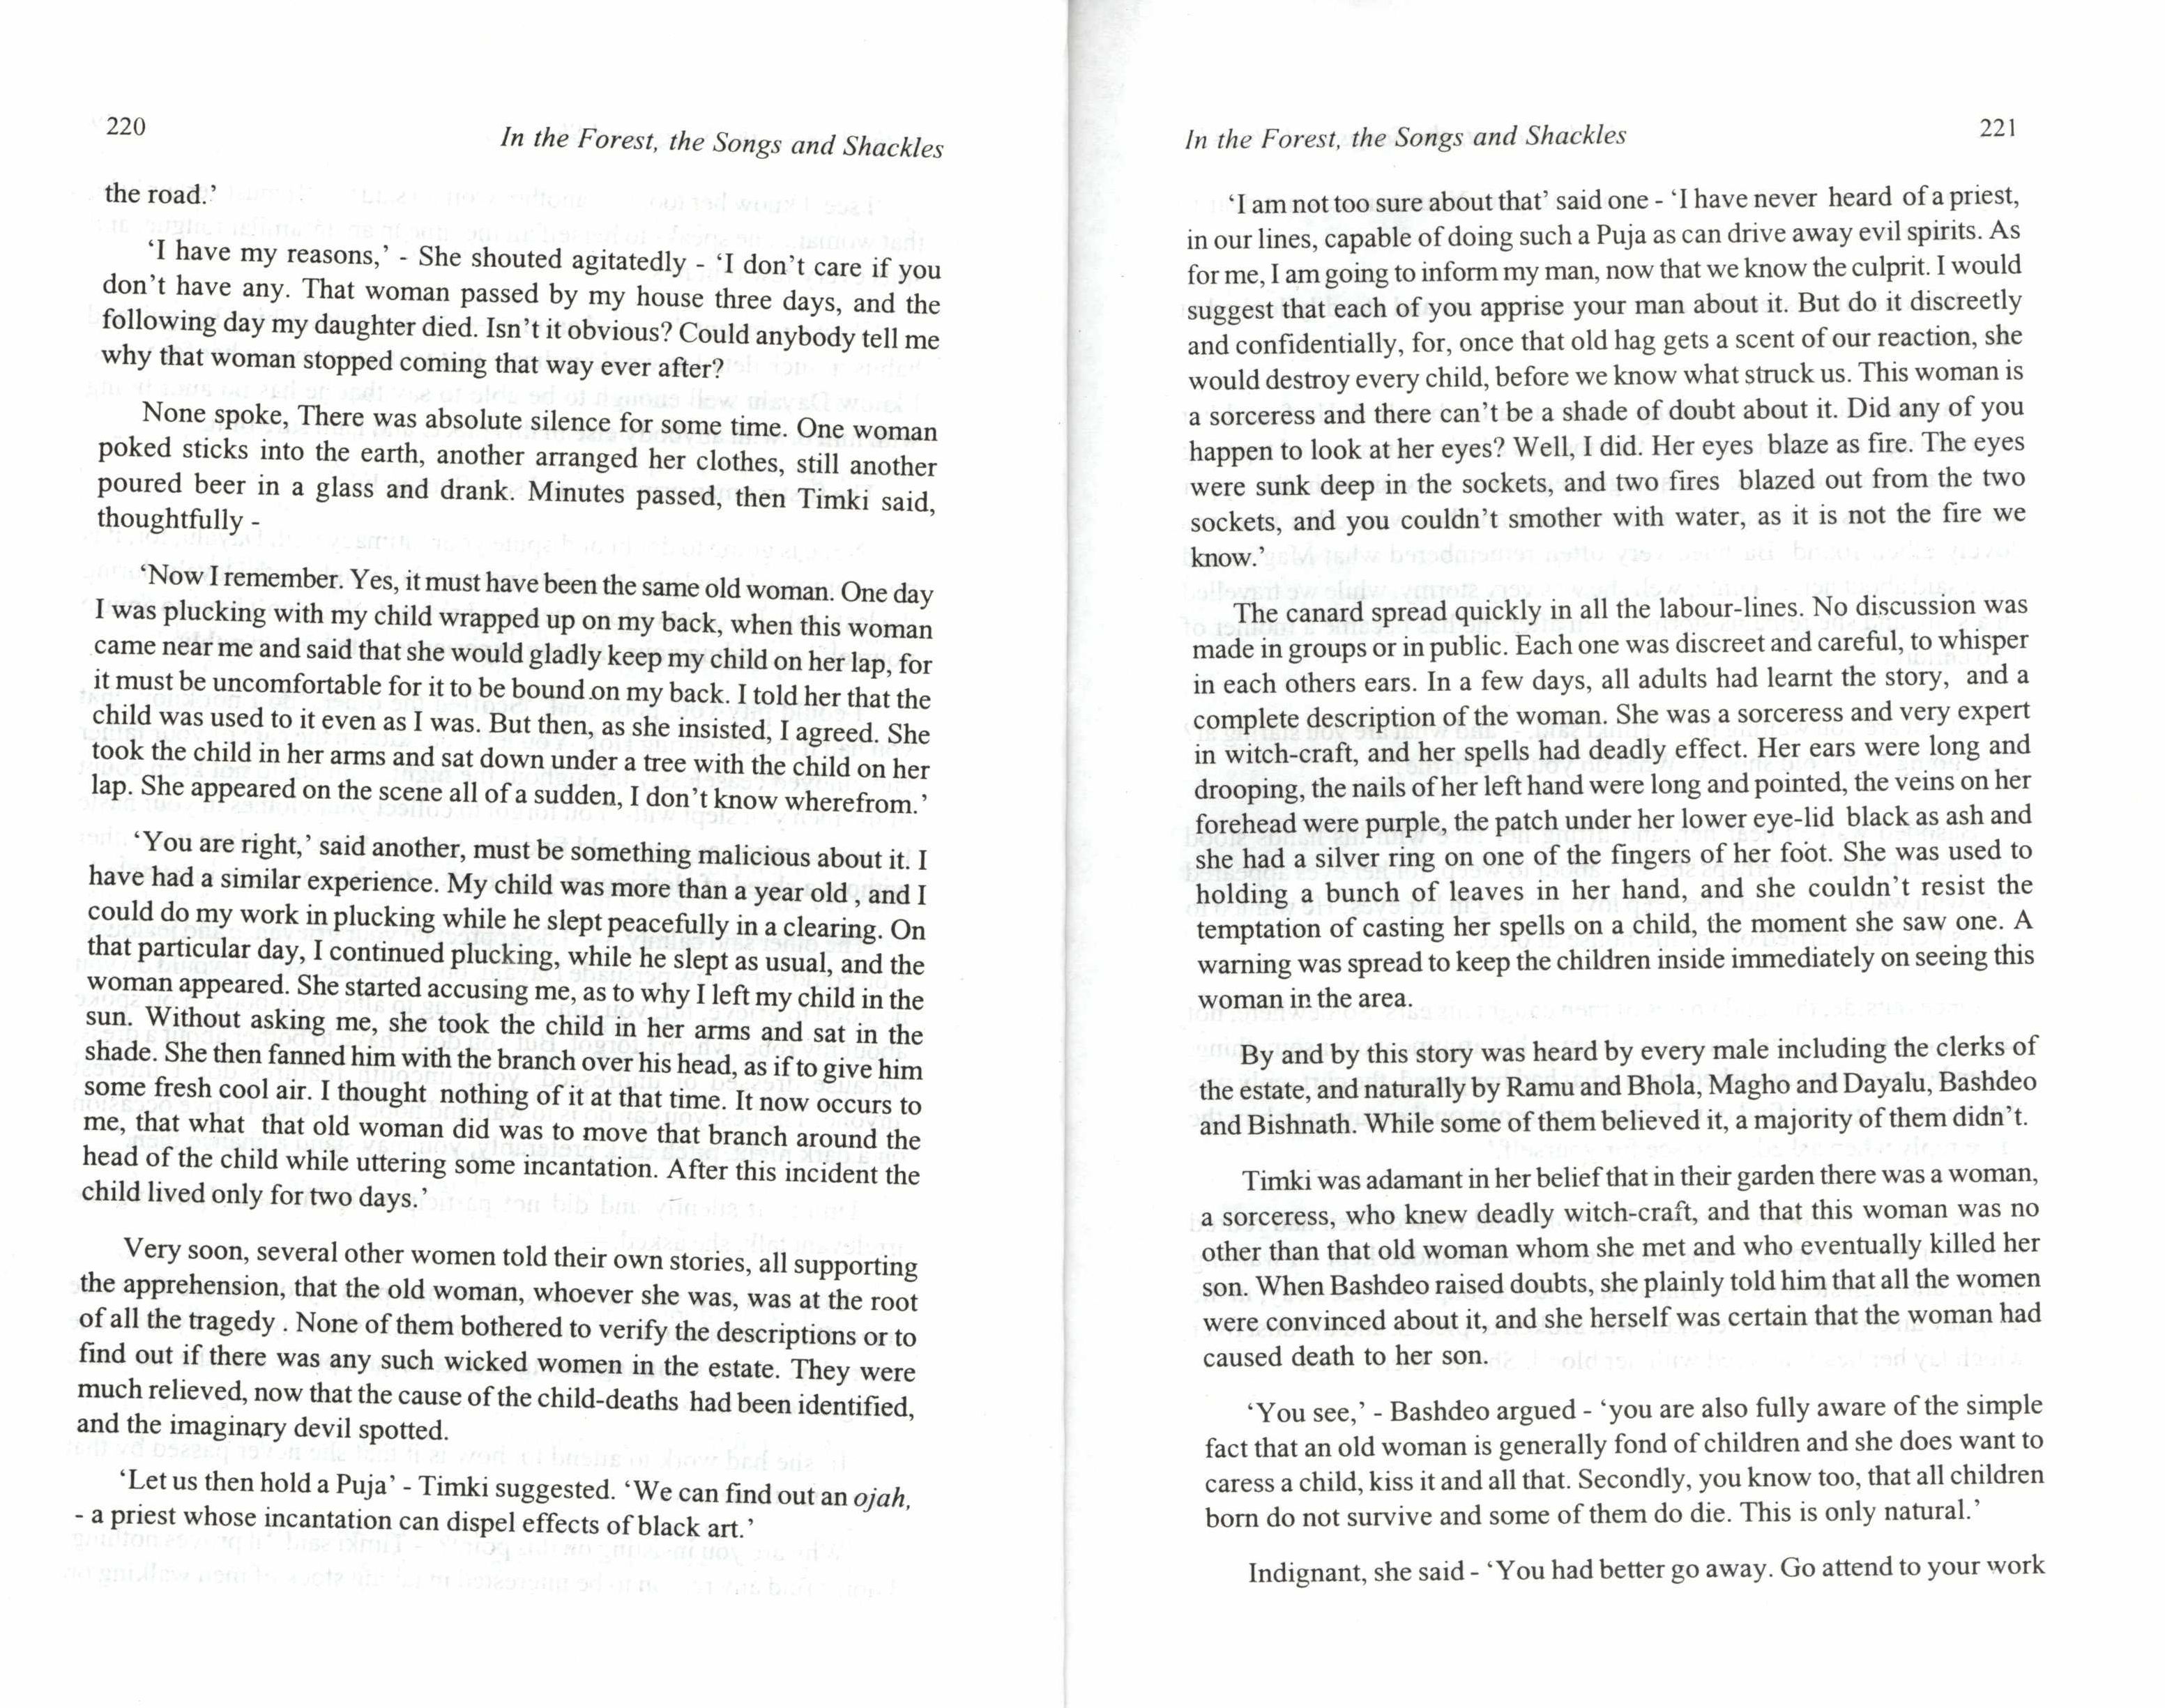 220
In the Forest, the Songs and Shackles
the road.’
‘I have my reasons,’ - She shouted agitatedly - ‘I don’t care if you
don’t have any. That woman passed by my house three days, and the
following day my daughter died. Isn’t it obvious? Could anybody tell me
why that woman stopped coming that way ever after?
None spoke, There was absolute silence for some time. One woman
poked sticks into the earth, another arranged her clothes, still another
poured beer in a glass and drank. Minutes passed, then Timki said,
thoughtfully -
‘Now I remember. Yes, it must have been the same old woman. One day
I was plucking with my child wrapped up on my back, when this woman
came near me and said that she would gladly keep my child on her lap, for
it must be uncomfortable for it to be bound on my back. I told her that the
child was used to it even as I was. But then, as she insisted, I agreed. She
took the child in her arms and sat down under a tree with the child on her
lap. She appeared on the scene all of a sudden, I don’t know wherefrom.’
‘You are right,’ said another, must be something malicious about it. I
have had a similar experience. My child was more than a year old , and I
could do my work in plucking while he slept peacefully in a clearing. On
that particular day, I continued plucking, while he slept as usual, and the
woman appeared. She started accusing me, as to why I left my child in the
sun. Without asking me, she took the child in her arms and sat in the
shade. She then fanned him with the branch over his head, as if to give him
some fresh cool air. I thought nothing of it at that time. It now occurs to
me, that what that old woman did was to move that branch around the
head of the child while uttering some incantation. After this incident the
child lived only for two days.’
Very soon, several other women told their own stories, all supporting
the apprehension, that the old woman, whoever she was, was at the root
of all the tragedy . None of them bothered to verify the descriptions or to
find out if there was any such wicked women in the estate. They were
much relieved, now that the cause of the child-deaths had been identified,
and the imaginary devil spotted.
‘Let us then hold a Puja’ - Timki suggested. ‘We can find out an ojah,
- a priest whose incantation can dispel effects of black art.’
In the Forest, the Songs and Shackles
221
‘I am not too sure about that’ said one - ‘I have never heard of a priest,
in our lines, capable of doing such a Puja as can drive away evil spirits. As
for me, I am going to inform my man, now that we know the culprit. I would
suggest that each of you apprise your man about it. But do it discreetly
and confidentially, for, once that old hag gets a scent of our reaction, she
would destroy every child, before we know what struck us. This woman is
a sorceress and there can’t be a shade of doubt about it. Did any of you
happen to look at her eyes? Well, I did. Her eyes blaze as fire. The eyes
were sunk deep in the sockets, and two fires blazed out from the two
sockets, and you couldn’t smother with water, as it is not the fire we
know.’
The canard spread quickly in all the labour-lines. No discussion was
made in groups or in public. Each one was discreet and careful, to whisper
in each others ears. In a few days, all adults had learnt the story, and a
complete description of the woman. She was a sorceress and very expert
in witch-craft, and her spells had deadly effect. Her ears were long and
drooping, the nails of her left hand were long and pointed, the veins on her
forehead were purple, the patch under her lower eye-lid black as ash and
she had a silver ring on one of the fingers of her foot. She was used to
holding a bunch of leaves in her hand, and she couldn’t resist the
temptation of casting her spells on a child, the moment she saw one. A
warning was spread to keep the children inside immediately on seeing this
woman in the area.
By and by this story was heard by every male including the clerks of
the estate, and naturally by Ramu and Bhola, Magho and Dayalu, Bashdeo
and Bishnath. While some of them believed it, a majority of them didn’t.
Timki was adamant in her belief that in their garden there was a woman,
a sorceress, who knew deadly witch-craft, and that this woman was no
other than that old woman whom she met and who eventually killed her
son. When Bashdeo raised doubts, she plainly told him that all the women
were convinced about it, and she herself was certain that the woman had
caused death to her son.
‘You see,’ - Bashdeo argued - ‘you are also fully aware of the simple
fact that an old woman is generally fond of children and she does want to
caress a child, kiss it and all that. Secondly, you know too, that all children
born do not survive and some of them do die. This is only natural.’
Indignant, she said - ‘You had better go away. Go attend to your work